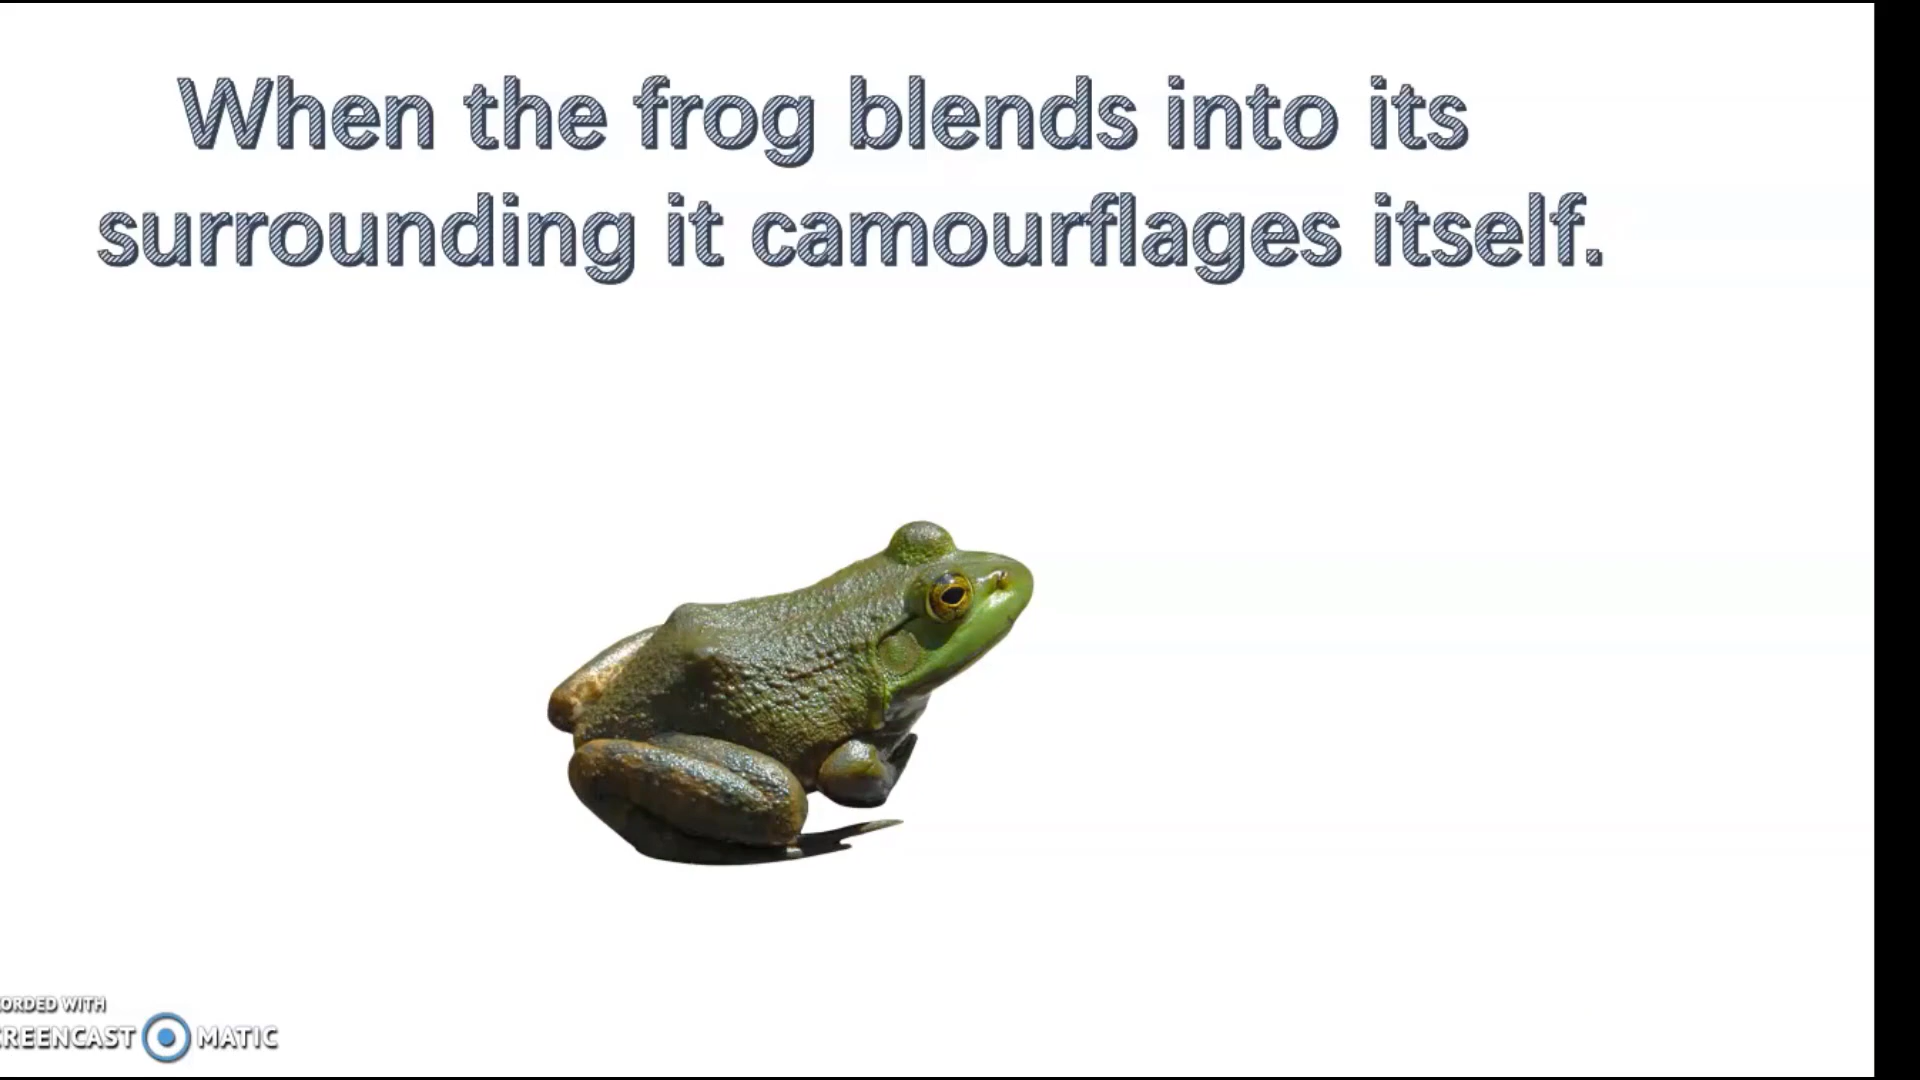 When the frog blends into its
surrounding it camourflages itself.
ORDED WITH
REENCAST MATIC